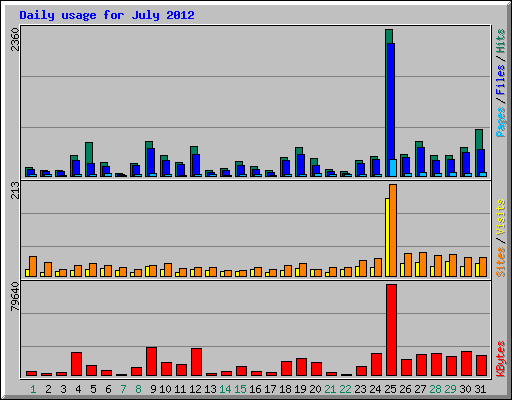 Daily usage for July 2012
2360
Pages / Files / Hits
213
Sites / Visits
79640
KBytes
1 2 3 4 5 6 7 8 9 10 11 12 13 14 15 16 17 18 19 20 21 22 23 24 25 26 27 28 29 30 31